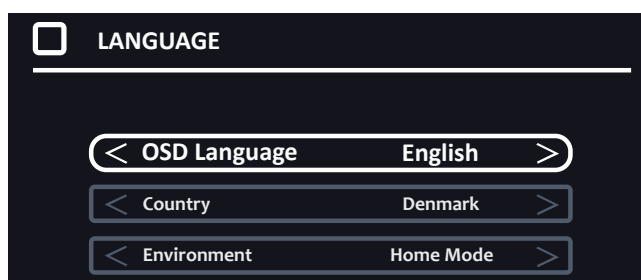 LANGUAGE
< OSD Language English >
< Country Denmark >
< Environment Home Mode >